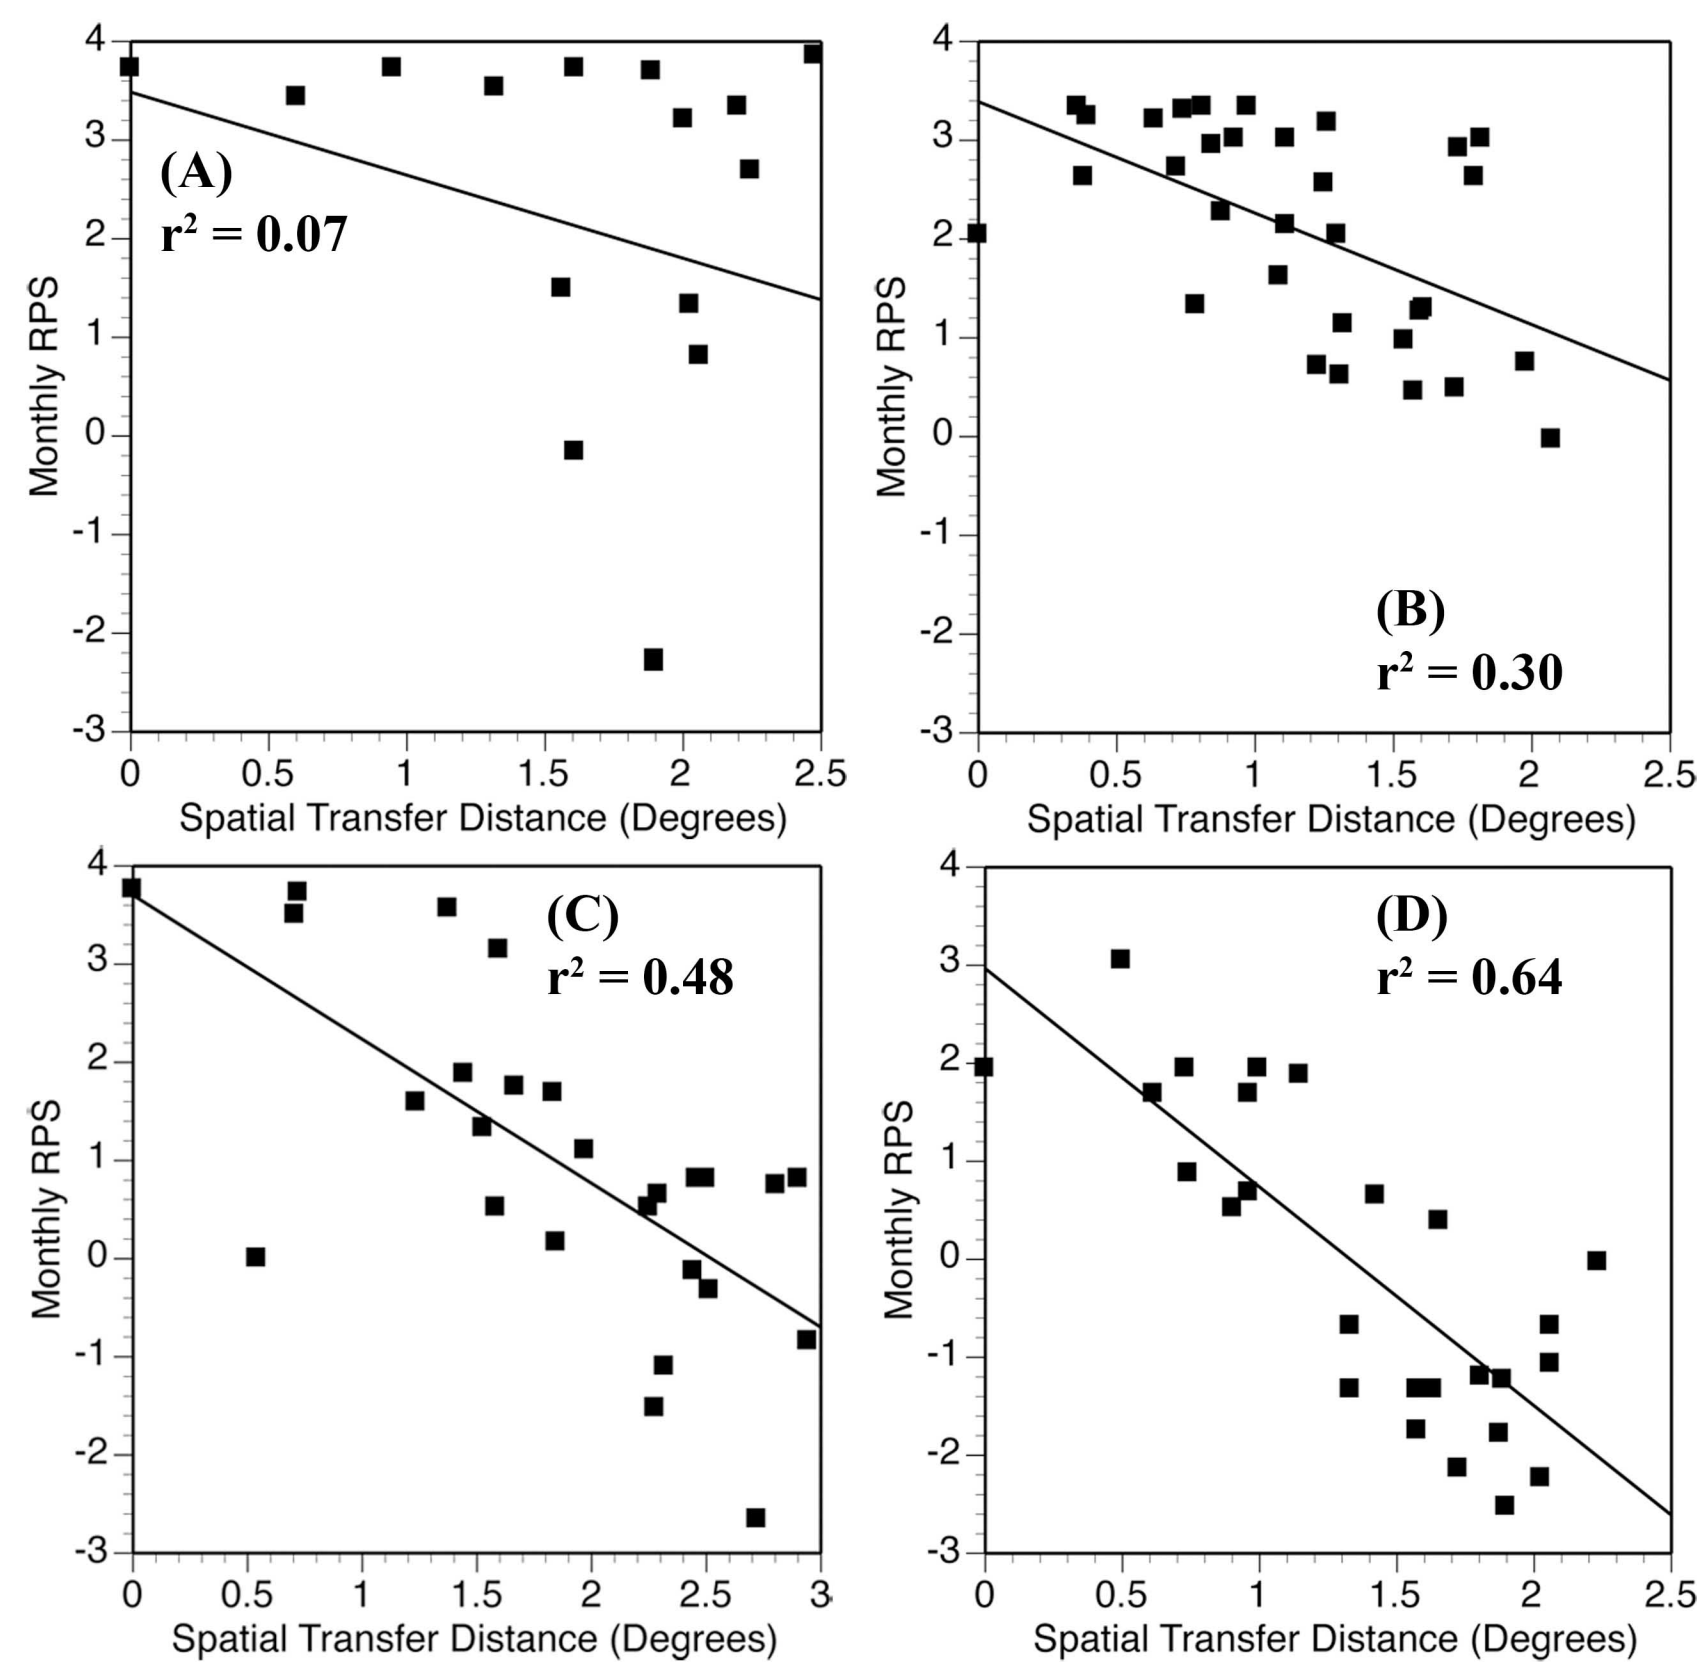 4
3
2
1
0
-1
-2
-3
Monthly RPS
(A)
r² = 0.07
0 0.5 1 1.5 2 2.5
Spatial Transfer Distance (Degrees)
4
3
2
1
0
-1
-2
-3
Monthly RPS
(B)
r² = 0.30
0 0.5 1 1.5 2 2.5
Spatial Transfer Distance (Degrees)
4
3
2
1
0
-1
-2
-3
Monthly RPS
(C)
r² = 0.48
0 0.5 1 1.5 2 2.5 3
Spatial Transfer Distance (Degrees)
4
3
2
1
0
-1
-2
-3
Monthly RPS
(D)
r² = 0.64
0 0.5 1 1.5 2 2.5
Spatial Transfer Distance (Degrees)